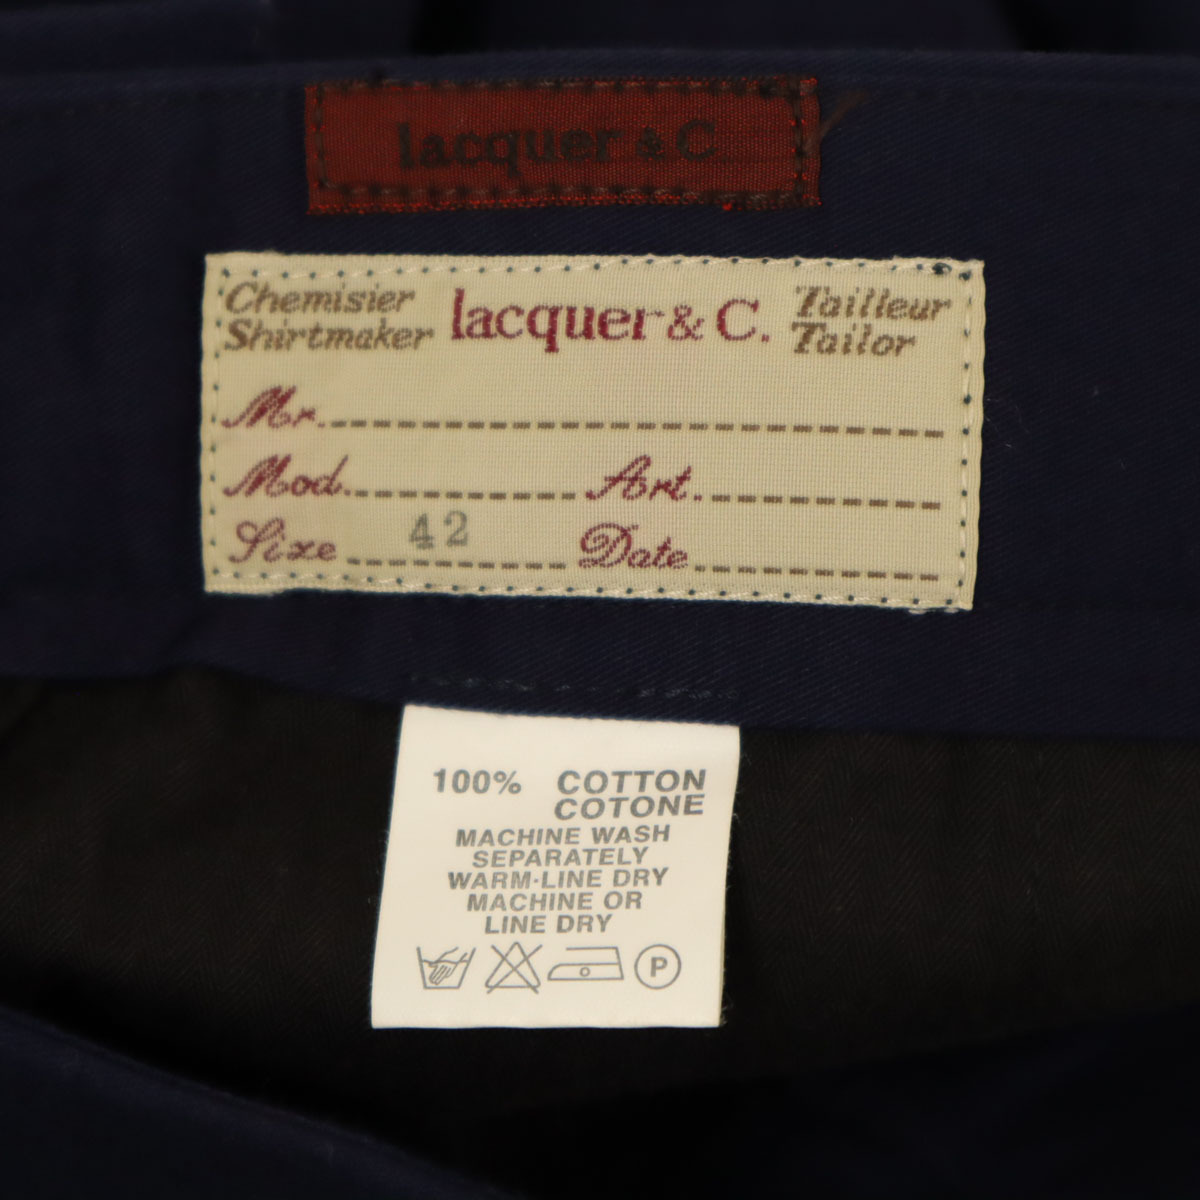 lacquer & C
Chemisier lacquer & C. Tailleur
Shirtmaker Tailor
Mr.
Mod. Art.
Size 42 Date
100% COTTON
COTONE
MACHINE WASH
SEPARATELY
WARM-LINE DRY
MACHINE OR
LINE DRY
P